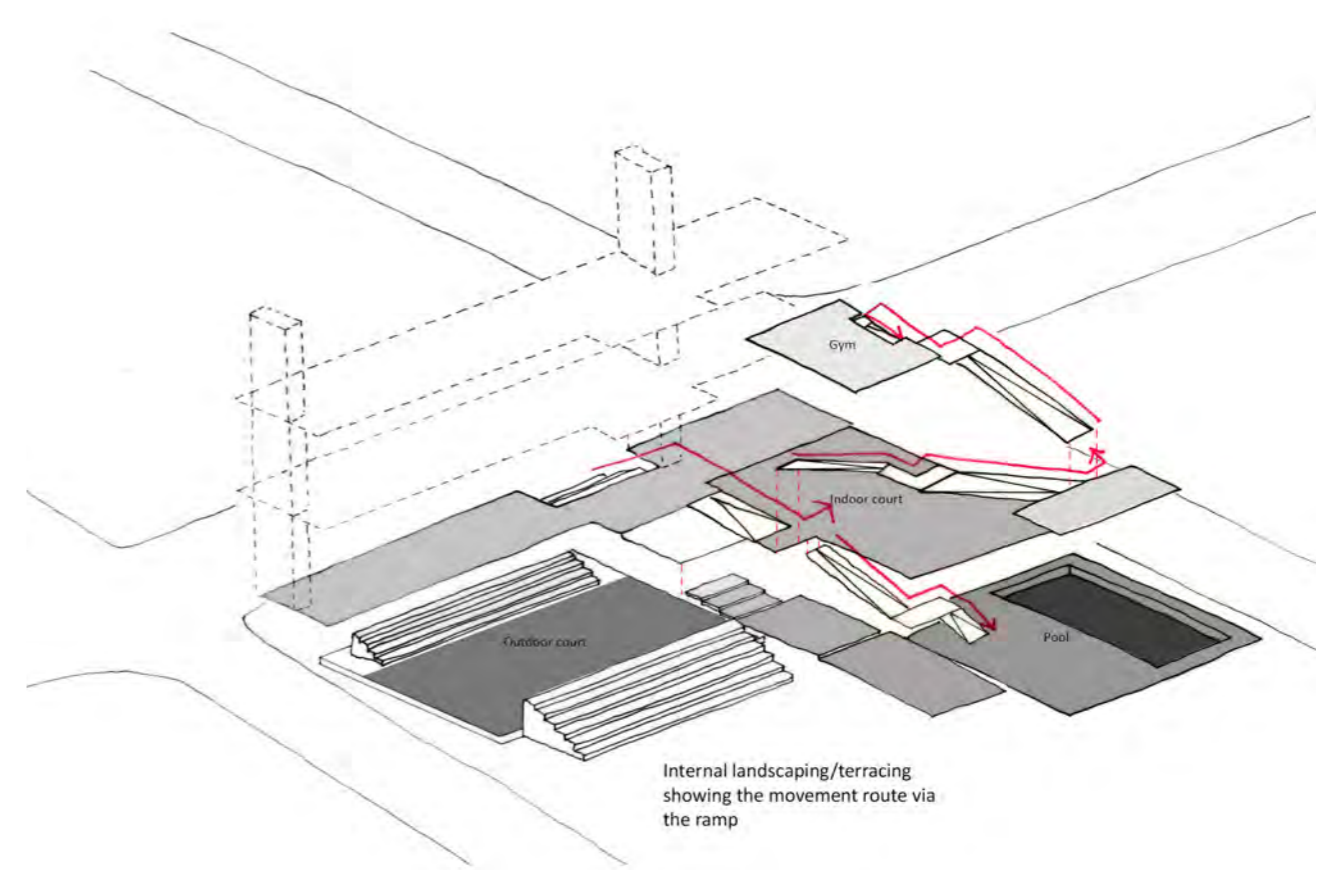 Gym
Indoor court
Outdoor court
Pool
Internal landscaping/terracing
showing the movement route via
the ramp